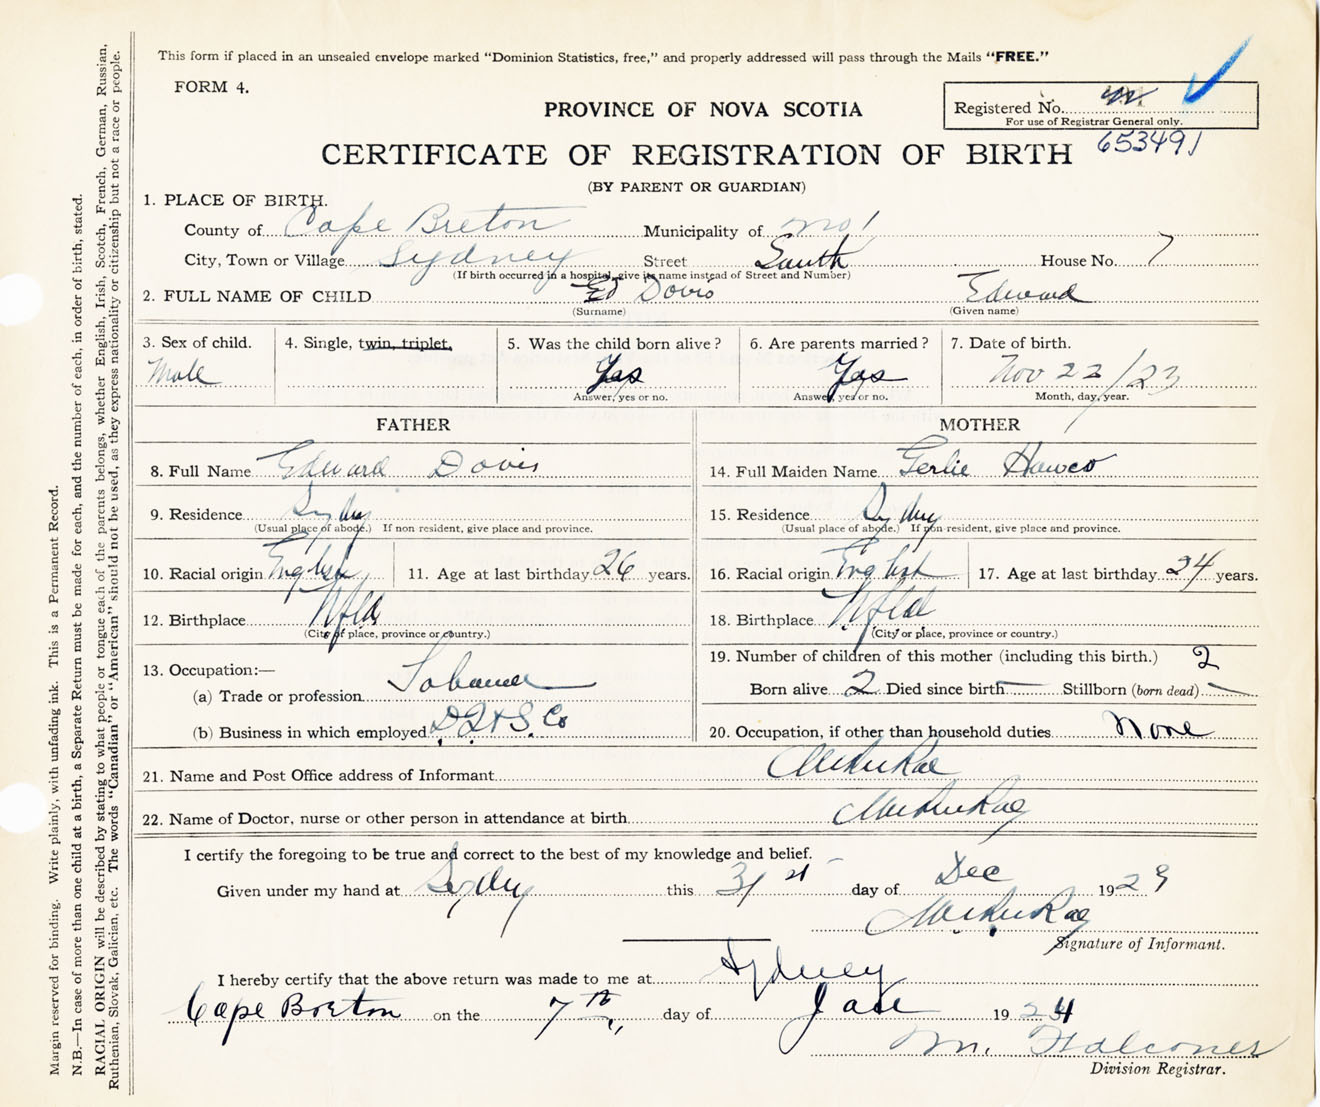 This form if placed in an unsealed envelope marked "Dominion Statistics, free," and properly addressed will pass through the Mails "FREE."
FORM 4.
PROVINCE OF NOVA SCOTIA
Registered No.
For use of Registrar General only.
653491
CERTIFICATE OF REGISTRATION OF BIRTH
(BY PARENT OR GUARDIAN)
1. PLACE OF BIRTH.
County of Cape Breton Municipality of no 1
City, Town or Village Sydney Street South House No. 7
(If birth occurred in a hospital, give its name instead of Street and Number)
2. FULL NAME OF CHILD Ed Davis Edward
(Surname) (Given name)
3. Sex of child. 4. Single, twin, triplet, 5. Was the child born alive? 6. Are parents married? 7. Date of birth.
Male Yes Yes Nov 22/23
Answer, yes or no. Answer, yes or no. Month, day, year.
FATHER MOTHER
8. Full Name Edward Davis 14. Full Maiden Name Gertie Hawco
9. Residence Sydney 15. Residence Sydney
(Usual place of abode.) If non resident, give place and province. (Usual place of abode.) If non resident, give place and province.
10. Racial origin English 11. Age at last birthday 26 years. 16. Racial origin English 17. Age at last birthday 24 years.
12. Birthplace Nfld 18. Birthplace Nfld
(City of place, province or country.) (City or place, province or country.)
13. Occupation:— 19. Number of children of this mother (including this birth.) 2
(a) Trade or profession Born alive 2 Died since birth — Stillborn (born dead) —
(b) Business in which employed D. I. & S. Co 20. Occupation, if other than household duties None
21. Name and Post Office address of Informant
22. Name of Doctor, nurse or other person in attendance at birth
I certify the foregoing to be true and correct to the best of my knowledge and belief.
Given under my hand at Sydney this 31st day of Dec 1923
Signature of Informant.
I hereby certify that the above return was made to me at Sydney
Cape Breton on the 7th day of Jan 1924
m. Falconer
Division Registrar.
Margin reserved for binding. Write plainly, with unfading ink. This is a Permanent Record.
N.B.—In case of more than one child at a birth, a Separate Return must be made for each, and the number of each, in order of birth, stated.
RACIAL ORIGIN will be described by stating to what people or tongue each of the parents belongs, whether English, Irish, Scotch, French, German, Russian,
Ruthenian, Slovak, Galician, etc. The words "Canadian" or "American" should not be used, as they express nationality or citizenship but not a race or people.